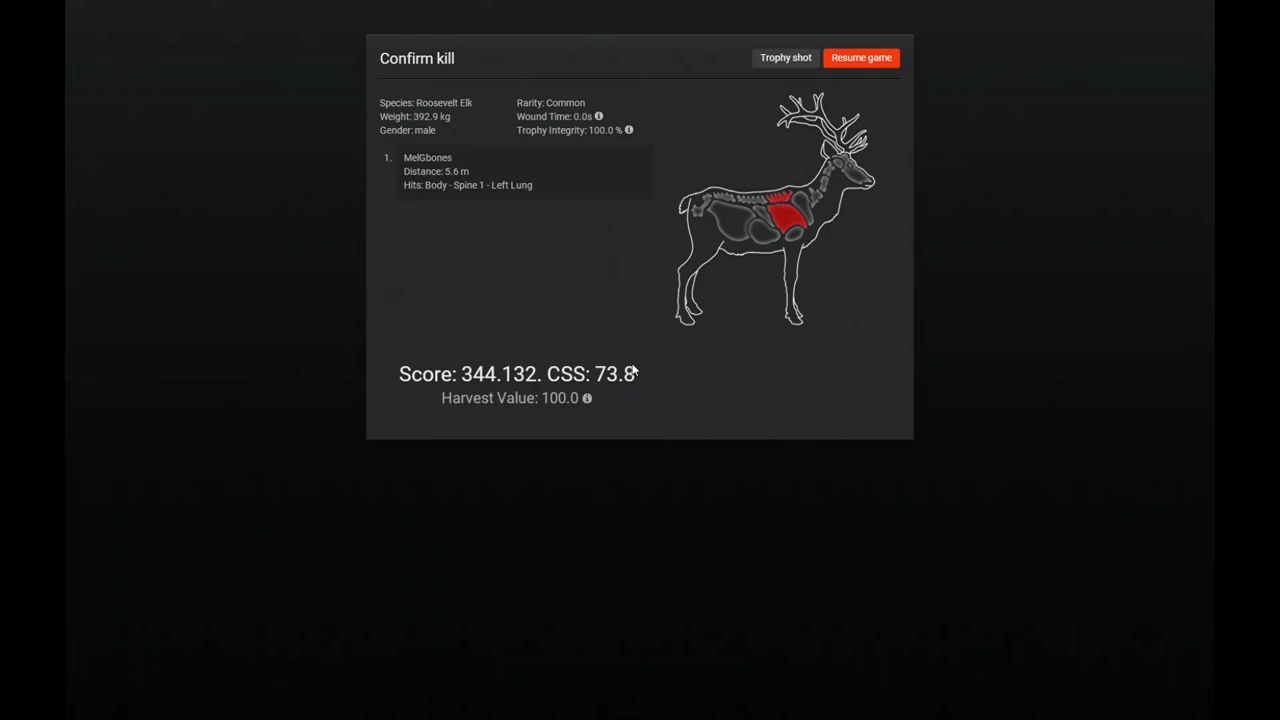 Confirm kill
Trophy shot
Resume game
Species: Roosevelt Elk
Weight: 392.9 kg
Gender: male
Rarity: Common
Wound Time: 0.0s
Trophy Integrity: 100.0 %
1.
MelGbones
Distance: 5.6 m
Hits: Body - Spine 1 - Left Lung
Score: 344.132. CSS: 73.8
Harvest Value: 100.0